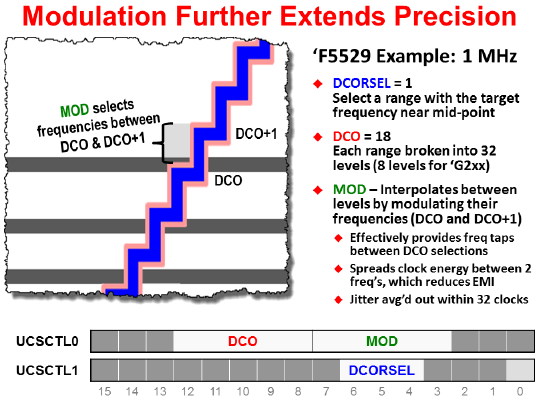 Modulation Further Extends Precision
MOD selects
frequencies between
DCO & DCO+1
DCO+1
DCO
‘F5529 Example: 1 MHz
DCORSEL = 1
Select a range with the target
frequency near mid-point
DCO = 18
Each range broken into 32
levels (8 levels for ‘G2xx)
MOD – Interpolates between
levels by modulating their
frequencies (DCO and DCO+1)
Effectively provides freq taps
between DCO selections
Spreads clock energy between 2
freq’s, which reduces EMI
Jitter avg’d out within 32 clocks
UCSCTL0 DCO MOD
UCSCTL1 DCORSEL
15 14 13 12 11 10 9 8 7 6 5 4 3 2 1 0